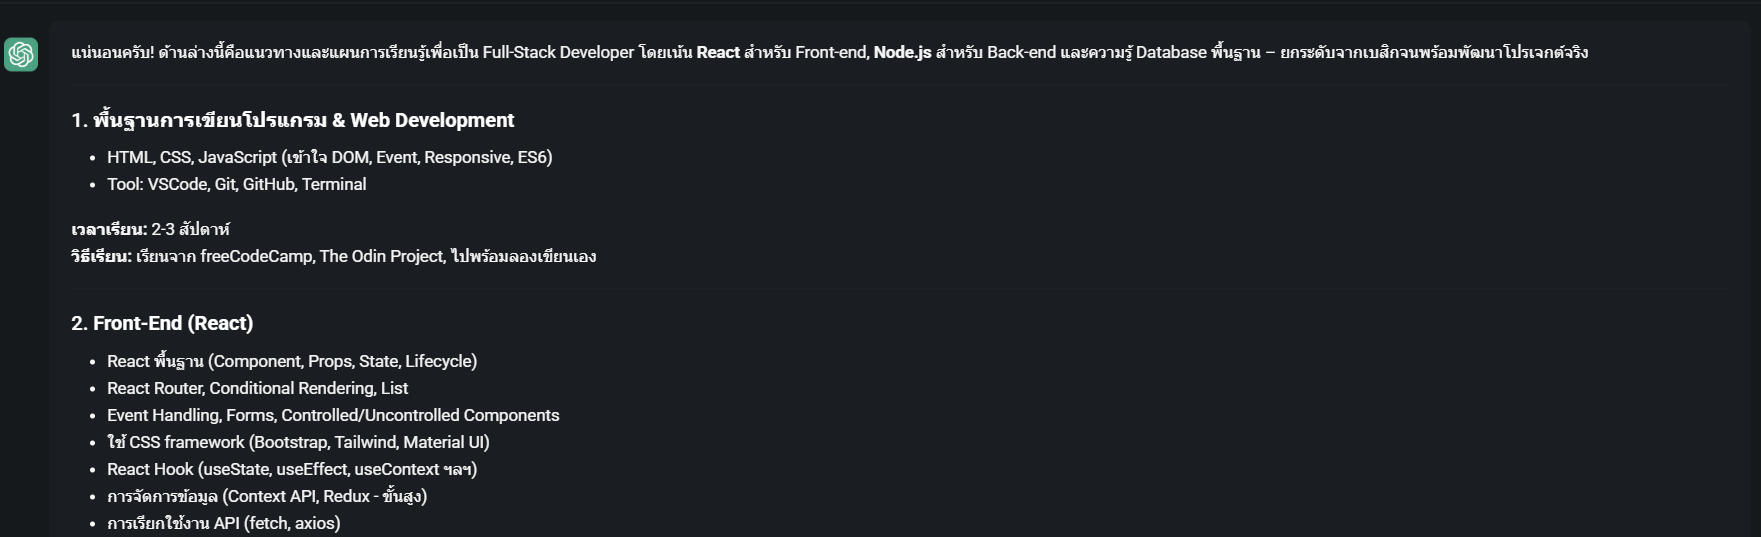 แน่นอนครับ! ด้านล่างนี้คือแนวทางและแผนการเรียนรู้เพื่อเป็น Full-Stack Developer โดยเน้น React สำหรับ Front-end, Node.js สำหรับ Back-end และความรู้ Database พื้นฐาน – ยกระดับจากเบสิกจนพร้อมพัฒนาโปรเจกต์จริง
1. พื้นฐานการเขียนโปรแกรม & Web Development
• HTML, CSS, JavaScript (เข้าใจ DOM, Event, Responsive, ES6)
• Tool: VSCode, Git, GitHub, Terminal
เวลาเรียน: 2-3 สัปดาห์
วิธีเรียน: เรียนจาก freeCodeCamp, The Odin Project, ไปพร้อมลองเขียนเอง
2. Front-End (React)
• React พื้นฐาน (Component, Props, State, Lifecycle)
• React Router, Conditional Rendering, List
• Event Handling, Forms, Controlled/Uncontrolled Components
• ใช้ CSS framework (Bootstrap, Tailwind, Material UI)
• React Hook (useState, useEffect, useContext ฯลฯ)
• การจัดการข้อมูล (Context API, Redux - ขั้นสูง)
• การเรียกใช้งาน API (fetch, axios)